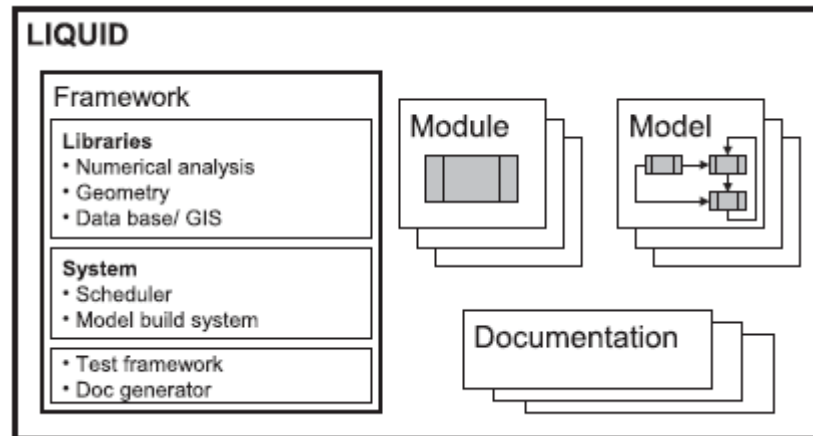 LIQUID
Framework
Libraries
• Numerical analysis
• Geometry
• Data base/ GIS
System
• Scheduler
• Model build system
• Test framework
• Doc generator
Module
Model
Documentation